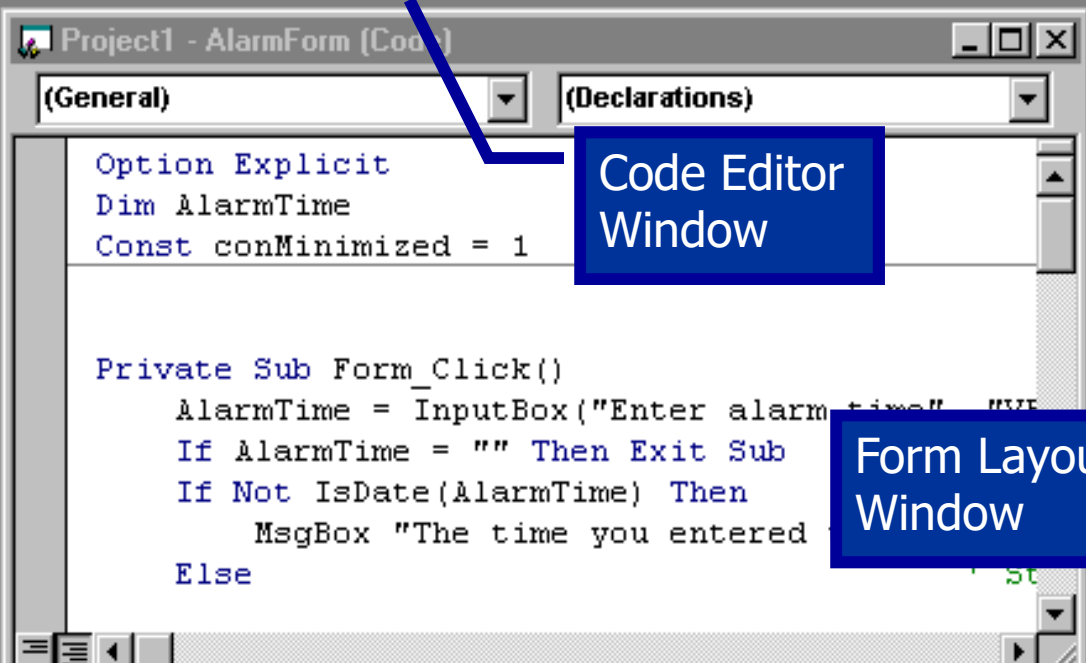 Project1 - AlarmForm (Code)
(General) (Declarations)
Option Explicit
Dim AlarmTime
Const conMinimized = 1
Code Editor
Window
Private Sub Form_Click()
AlarmTime = InputBox("Enter alarm time",
If AlarmTime = "" Then Exit Sub
If Not IsDate(AlarmTime) Then
MsgBox "The time you entered
Else
Form
Window